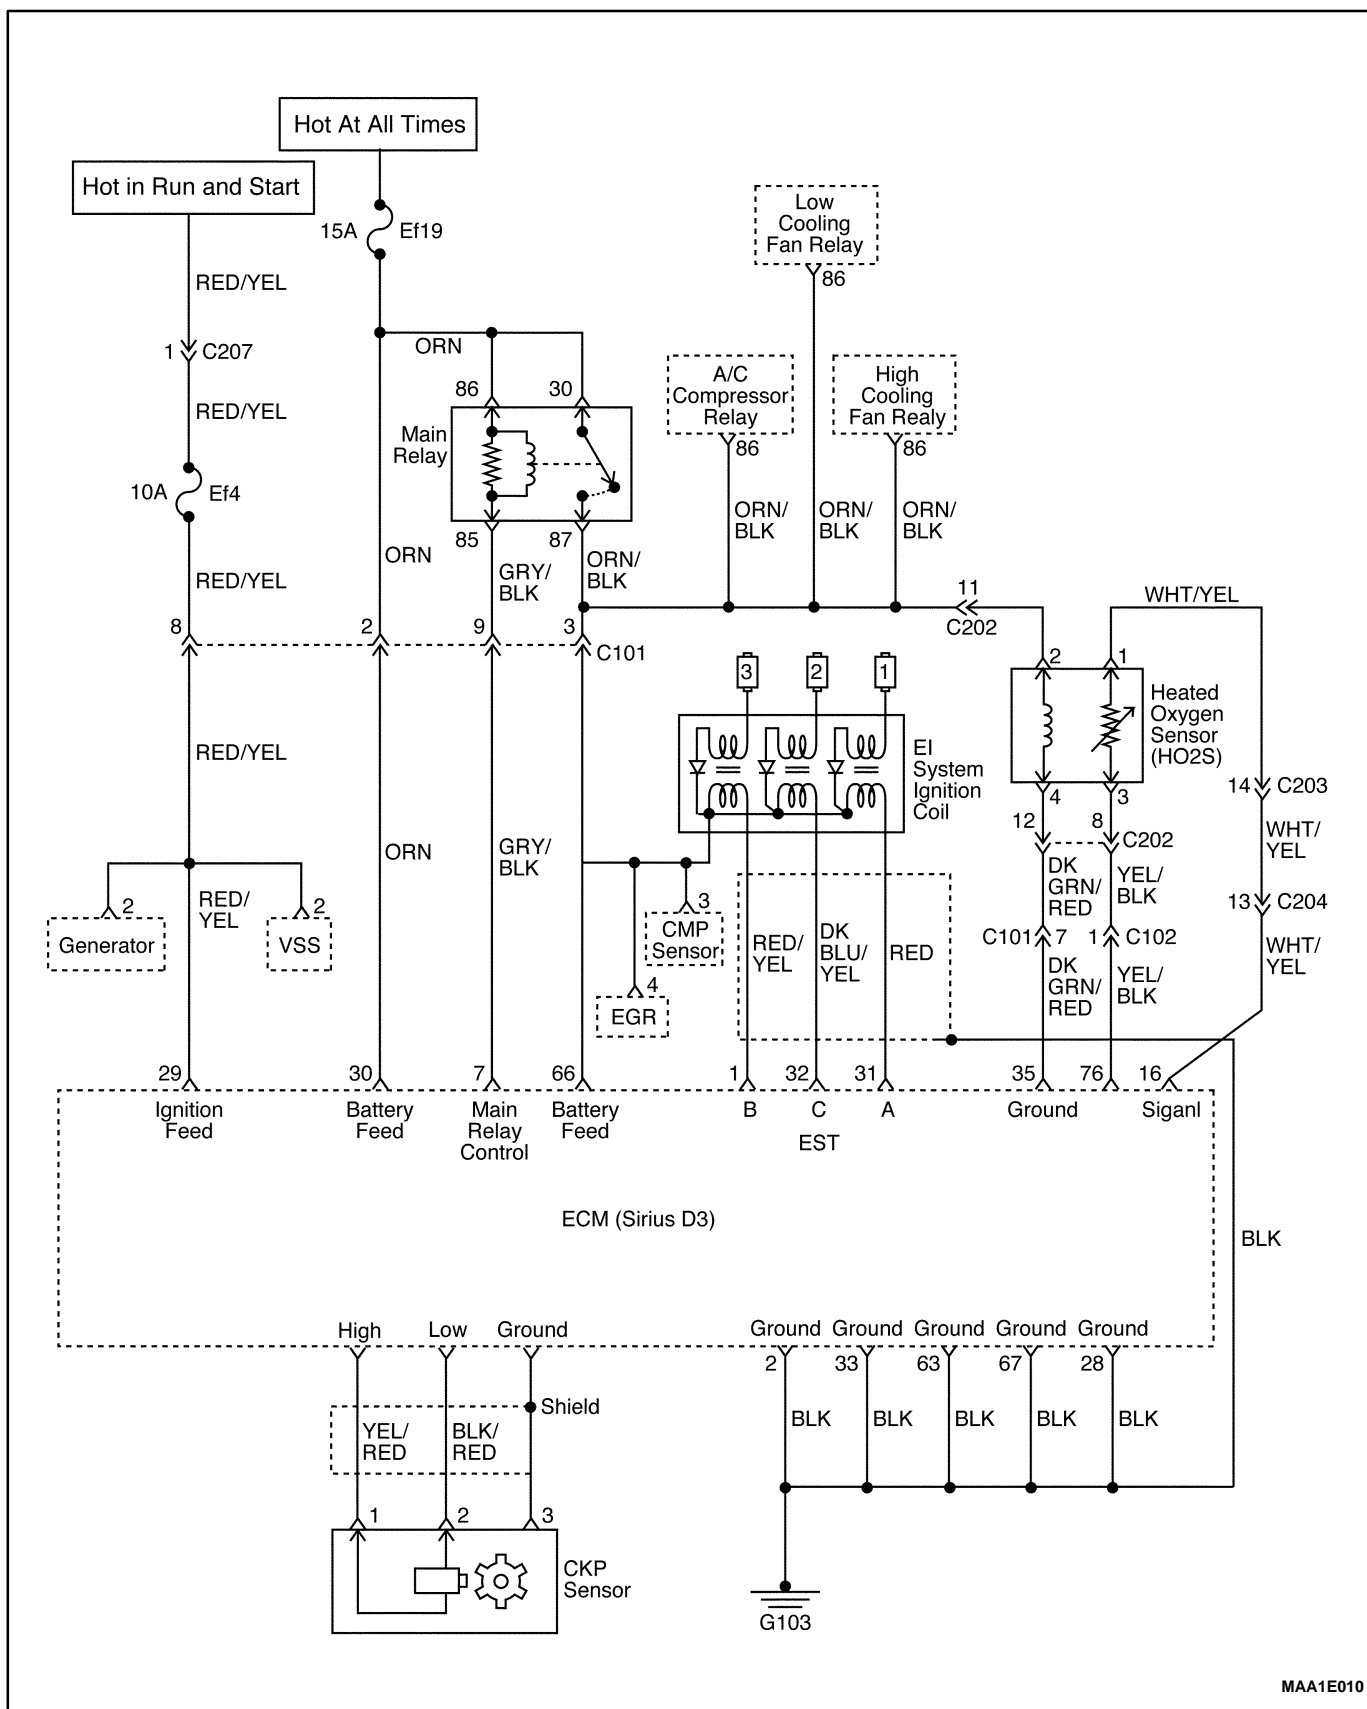 Hot At All Times
Hot in Run and Start
15A Ef19
RED/YEL
1 C207
RED/YEL
10A Ef4
RED/YEL
ORN
86 30
Main
Relay
85 87
ORN
GRY/
BLK
ORN/
BLK
Low
Cooling
Fan Relay
86
A/C
Compressor
Relay
86
High
Cooling
Fan Realy
86
ORN/
BLK
ORN/
BLK
ORN/
BLK
11
C202
WHT/YEL
8 2 9 3
C101
3 2 1
EI
System
Ignition
Coil
2 1
Heated
Oxygen
Sensor
(HO2S)
4 3
14 C203
12 8
C202
WHT/
YEL
RED/YEL
ORN
GRY/
BLK
DK
GRN/
RED
YEL/
BLK
13 C204
2
Generator
RED/
YEL
2
VSS
3
CMP
Sensor
4
EGR
RED/
YEL
DK
BLU/
YEL
RED
C101 7
1 C102
DK
GRN/
RED
YEL/
BLK
WHT/
YEL
29 30 7 66 1 32 31 35 76 16
Ignition
Feed
Battery
Feed
Main
Relay
Control
Battery
Feed
B C A
EST
Ground
Siganl
ECM (Sirius D3)
BLK
High Low Ground
Ground Ground Ground Ground Ground
2 33 63 67 28
Shield
YEL/
RED
BLK/
RED
BLK BLK BLK BLK BLK
1 2 3
CKP
Sensor
G103
MAA1E010